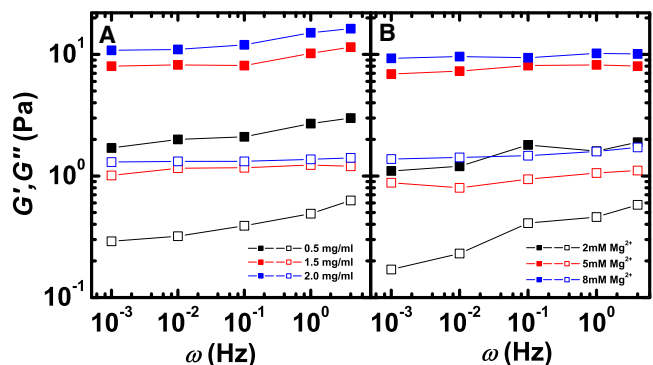 A
B
G',G'' (Pa)
10¹
10⁰
10⁻¹
0.5 mg/ml
1.5 mg/ml
2.0 mg/ml
2mM Mg²⁺
5mM Mg²⁺
8mM Mg²⁺
10⁻³ 10⁻² 10⁻¹ 10⁰ 10⁻³ 10⁻² 10⁻¹ 10⁰
ω (Hz) ω (Hz)